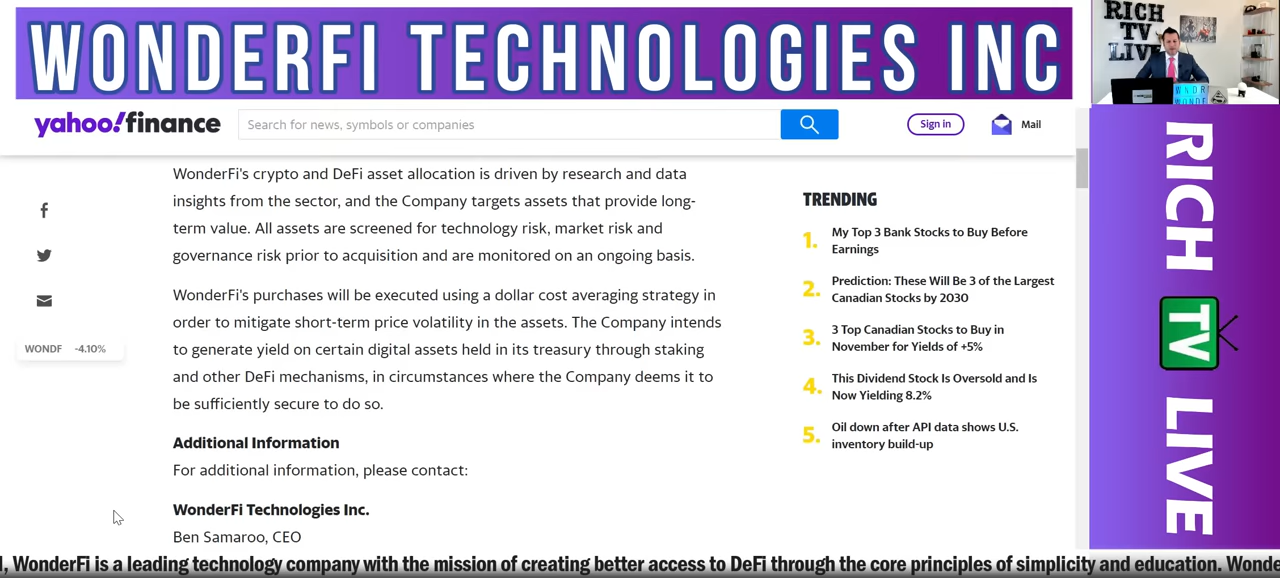 WONDERFI TECHNOLOGIES INC
RICH
TV
LIVE
yahoo!finance
Search for news, symbols or companies
Sign in
Mail
WonderFi's crypto and DeFi asset allocation is driven by research and data
insights from the sector, and the Company targets assets that provide long-
term value. All assets are screened for technology risk, market risk and
governance risk prior to acquisition and are monitored on an ongoing basis.
WonderFi's purchases will be executed using a dollar cost averaging strategy in
order to mitigate short-term price volatility in the assets. The Company intends
to generate yield on certain digital assets held in its treasury through staking
and other DeFi mechanisms, in circumstances where the Company deems it to
be sufficiently secure to do so.
Additional Information
For additional information, please contact:
WonderFi Technologies Inc.
Ben Samaroo, CEO
WONDF -4.10%
TRENDING
1. My Top 3 Bank Stocks to Buy Before
Earnings
2. Prediction: These Will Be 3 of the Largest
Canadian Stocks by 2030
3. 3 Top Canadian Stocks to Buy in
November for Yields of +5%
4. This Dividend Stock Is Oversold and Is
Now Yielding 8.2%
5. Oil down after API data shows U.S.
inventory build-up
RICH
TV
LIVE
WonderFi is a leading technology company with the mission of creating better access to DeFi through the core principles of simplicity and education. Wonde